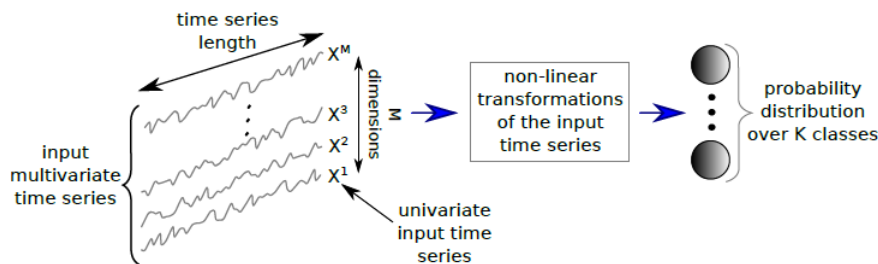 time series
length
X^M
X^3
X^2
X^1
M
dimensions
input
multivariate
time series
univariate
input time
series
non-linear
transformations
of the input
time series
probability
distribution
over K classes